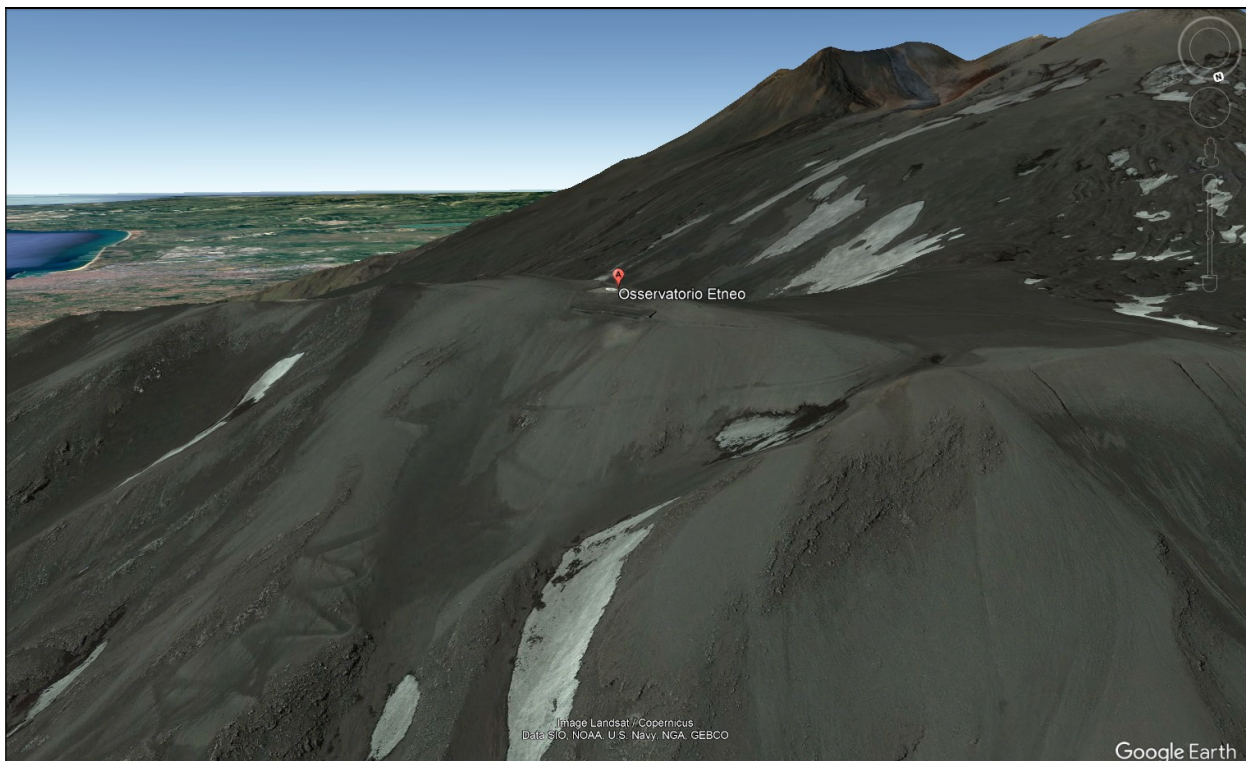 N
A
Osservatorio Etneo
Image Landsat / Copernicus
Data SIO, NOAA, U.S. Navy, NGA, GEBCO
Google Earth